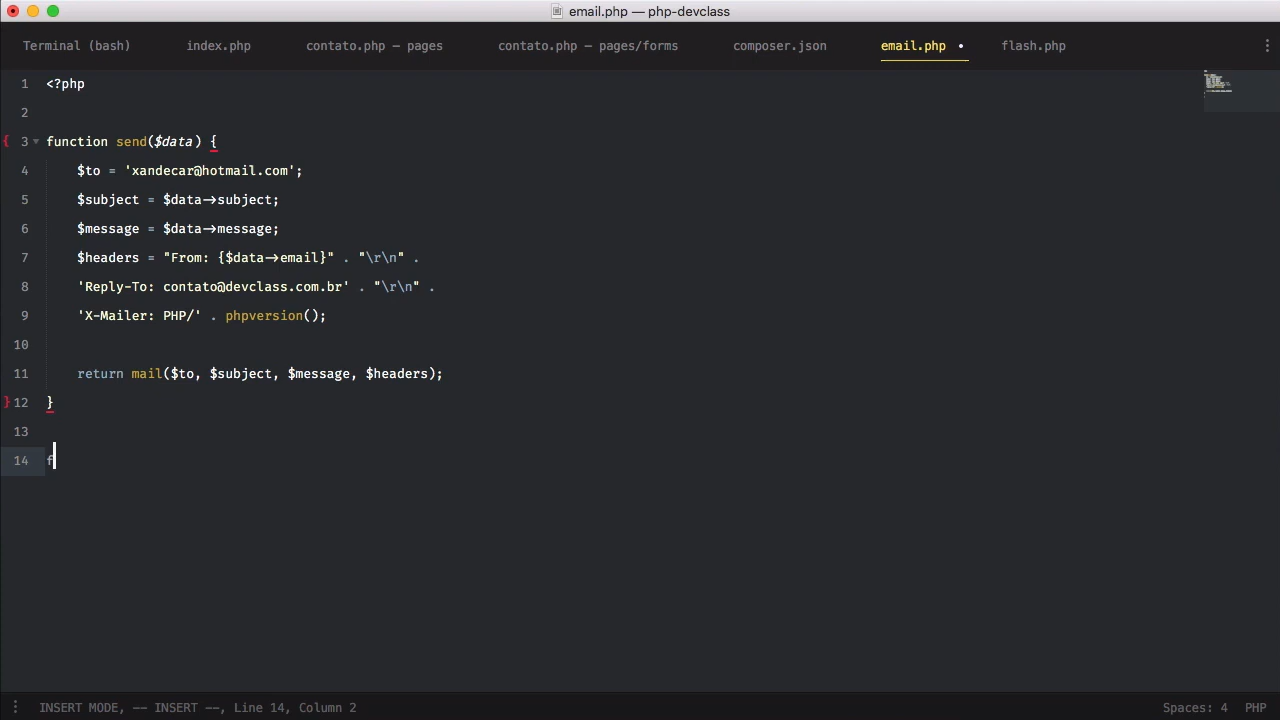 email.php — php-devclass
Terminal (bash) index.php contato.php — pages contato.php — pages/forms composer.json email.php • flash.php
1 <?php
2
{ 3 function send($data) {
4 $to = 'xandecar@hotmail.com';
5 $subject = $data->subject;
6 $message = $data->message;
7 $headers = "From: {$data->email}" . "\r\n" .
8 'Reply-To: contato@devclass.com.br' . "\r\n" .
9 'X-Mailer: PHP/' . phpversion();
10
11 return mail($to, $subject, $message, $headers);
} 12 }
13
14 f
INSERT MODE, -- INSERT --, Line 14, Column 2 Spaces: 4 PHP